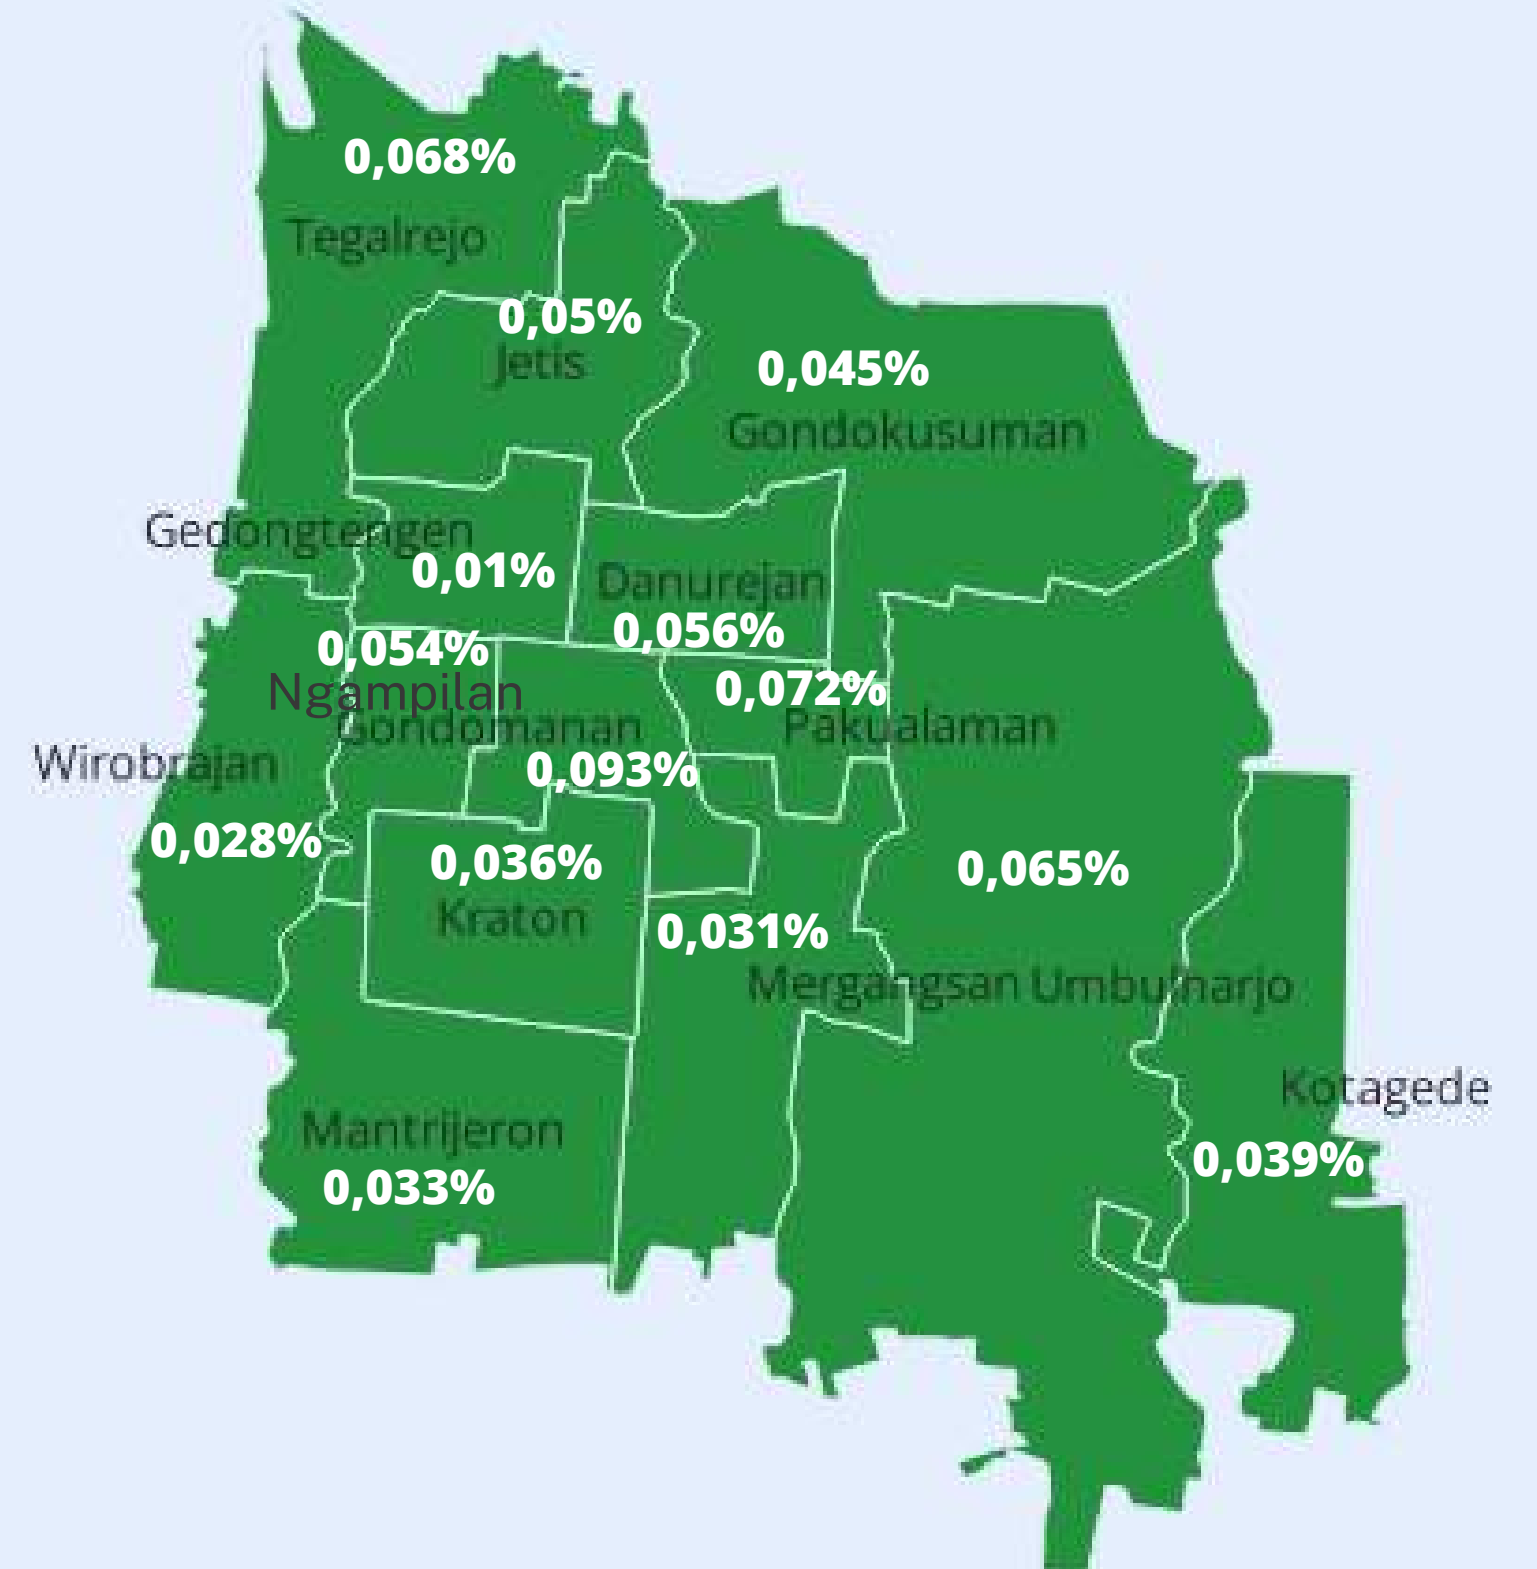 0,068%
Tegalrejo
0,05%
Jetis
0,045%
Gondokusuman
Gedongtengen
0,01%
Danurejan
0,056%
0,054%
Ngampilan
0,072%
Pakualaman
Gondomanan
0,093%
Wirobrajan
0,028%
0,036%
Kraton
0,065%
0,031%
Mergangsan
Umbulharjo
Kotagede
0,039%
Mantrijeron
0,033%